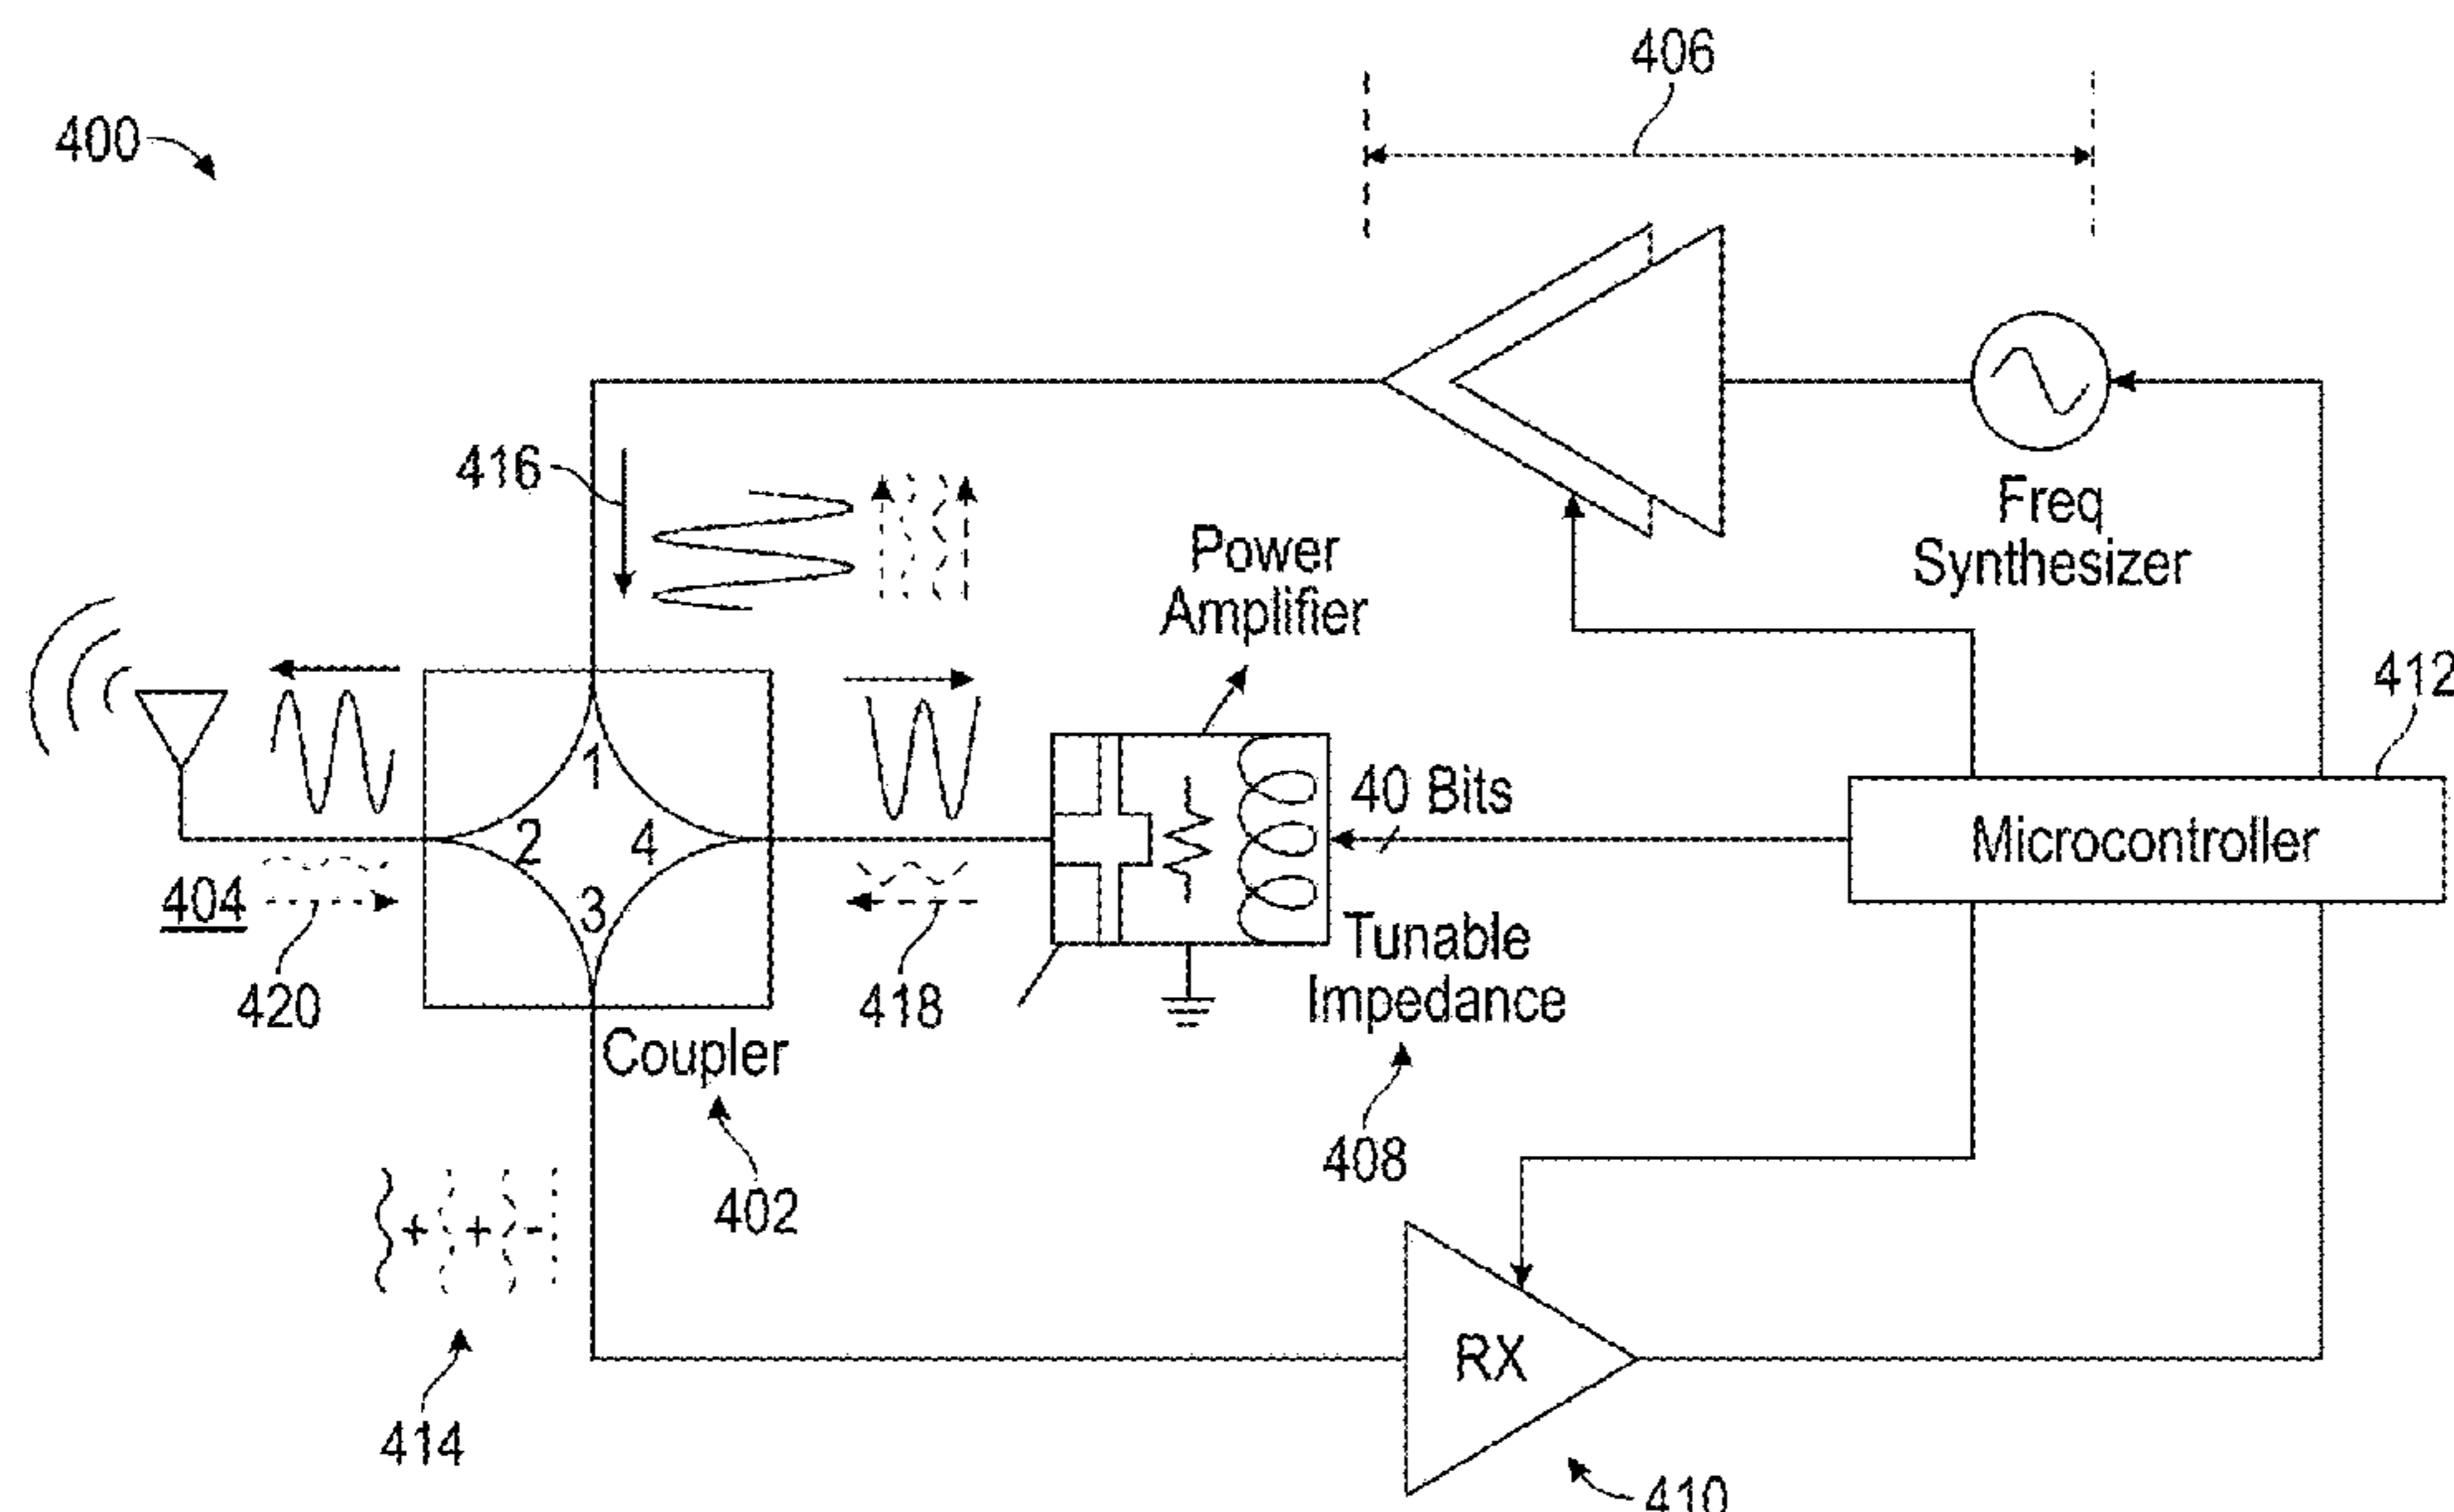 406
400
416
Freq
Synthesizer
Power
Amplifier
412
1
2
4
3
40 Bits
Microcontroller
404
420
418
Tunable
Impedance
Coupler
402
408
+ + -
RX
414
410